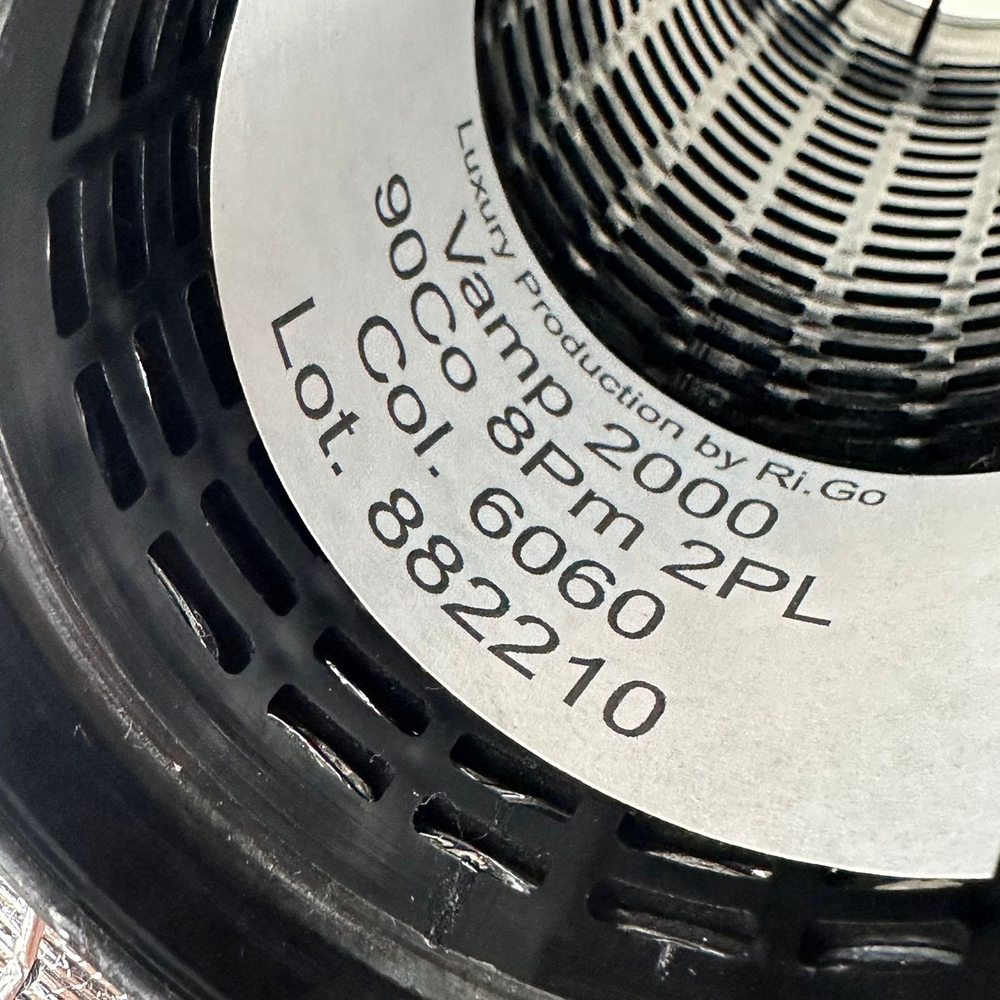 Luxury Production by Ri.Go
Vamp 2000
90Co 8Pm 2PL
Col. 6060
Lot. 882210